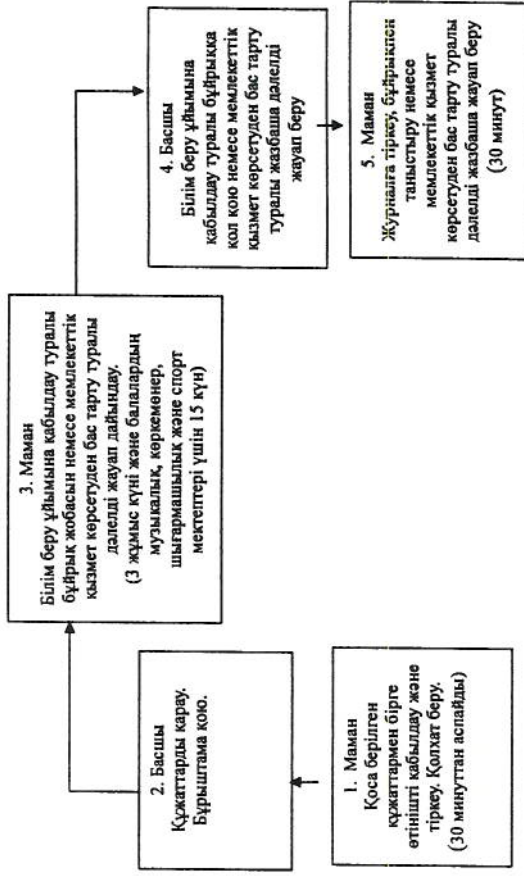 1. Маман
Қоса берілген
құжаттармен бірге
өтінішті қабылдау және
тіркеу. Қолхат беру.
(30 минуттан аспайды)
2. Басшы
Құжаттарды қарау.
Бұрыштама қою.
3. Маман
Білім беру ұйымына қабылдау туралы
бұйрық жобасын немесе мемлекеттік
қызмет көрсетуден бас тарту туралы
дәлелді жауап дайындау.
(3 жұмыс күні және балалардың
музыкалық, көркемөнер,
шығармашылық және спорт
мектептері үшін 15 күн)
4. Басшы
Білім беру ұйымына
қабылдау туралы бұйрыққа
қол қою немесе мемлекеттік
қызмет көрсетуден бас тарту
туралы жазбаша дәлелді
жауап беру
5. Маман
Журналға тіркеу, бұйрықпен
таныстыру немесе
мемлекеттік қызмет
көрсетуден бас тарту туралы
дәлелді жазбаша жауап беру
(30 минут)